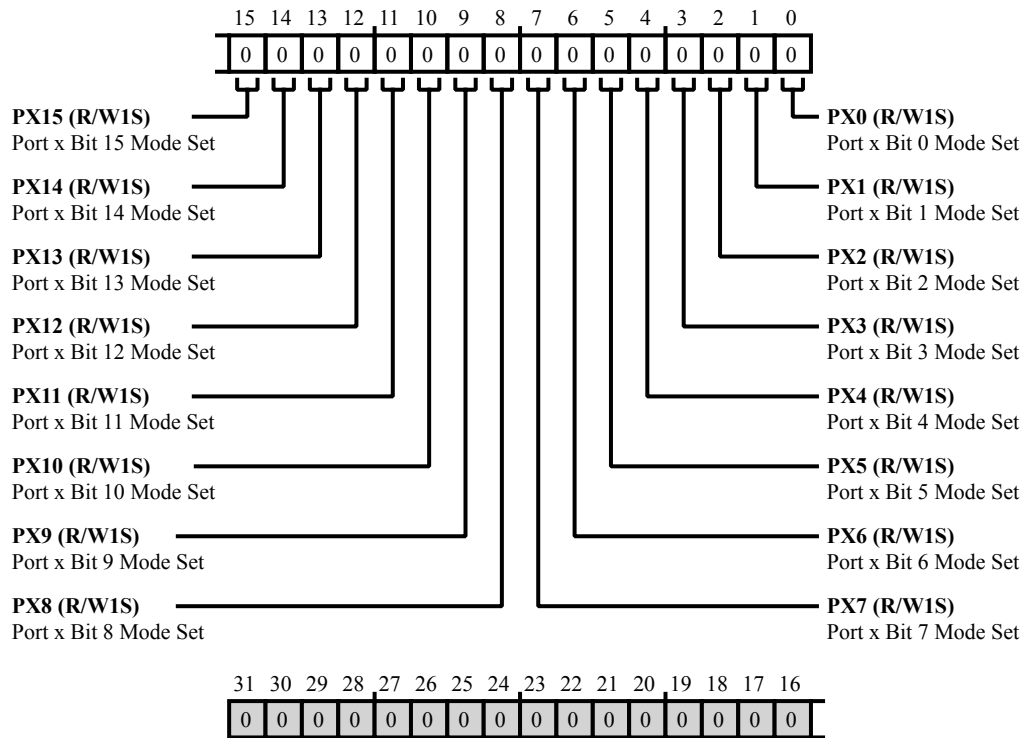 15 14 13 12 11 10 9 8 7 6 5 4 3 2 1 0
0 0 0 0 0 0 0 0 0 0 0 0 0 0 0 0
PX15 (R/W1S)
Port x Bit 15 Mode Set
PX14 (R/W1S)
Port x Bit 14 Mode Set
PX13 (R/W1S)
Port x Bit 13 Mode Set
PX12 (R/W1S)
Port x Bit 12 Mode Set
PX11 (R/W1S)
Port x Bit 11 Mode Set
PX10 (R/W1S)
Port x Bit 10 Mode Set
PX9 (R/W1S)
Port x Bit 9 Mode Set
PX8 (R/W1S)
Port x Bit 8 Mode Set
PX0 (R/W1S)
Port x Bit 0 Mode Set
PX1 (R/W1S)
Port x Bit 1 Mode Set
PX2 (R/W1S)
Port x Bit 2 Mode Set
PX3 (R/W1S)
Port x Bit 3 Mode Set
PX4 (R/W1S)
Port x Bit 4 Mode Set
PX5 (R/W1S)
Port x Bit 5 Mode Set
PX6 (R/W1S)
Port x Bit 6 Mode Set
PX7 (R/W1S)
Port x Bit 7 Mode Set
31 30 29 28 27 26 25 24 23 22 21 20 19 18 17 16
0 0 0 0 0 0 0 0 0 0 0 0 0 0 0 0